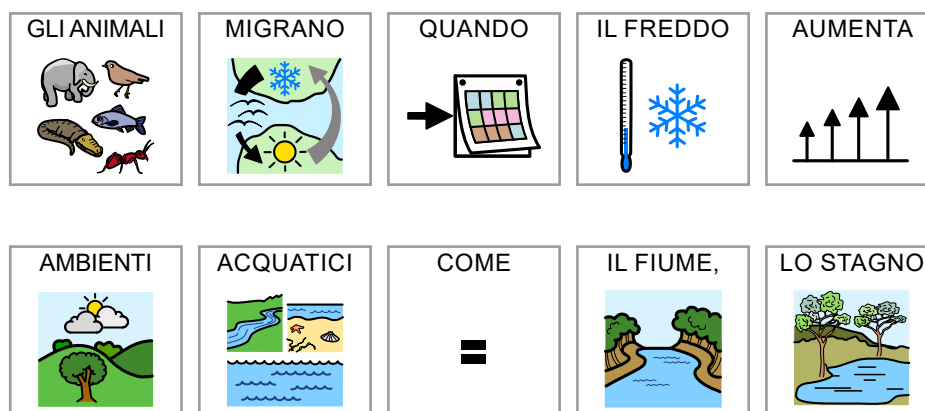 GLI ANIMALI MIGRANO QUANDO IL FREDDO AUMENTA
AMBIENTI ACQUATICI COME IL FIUME, LO STAGNO